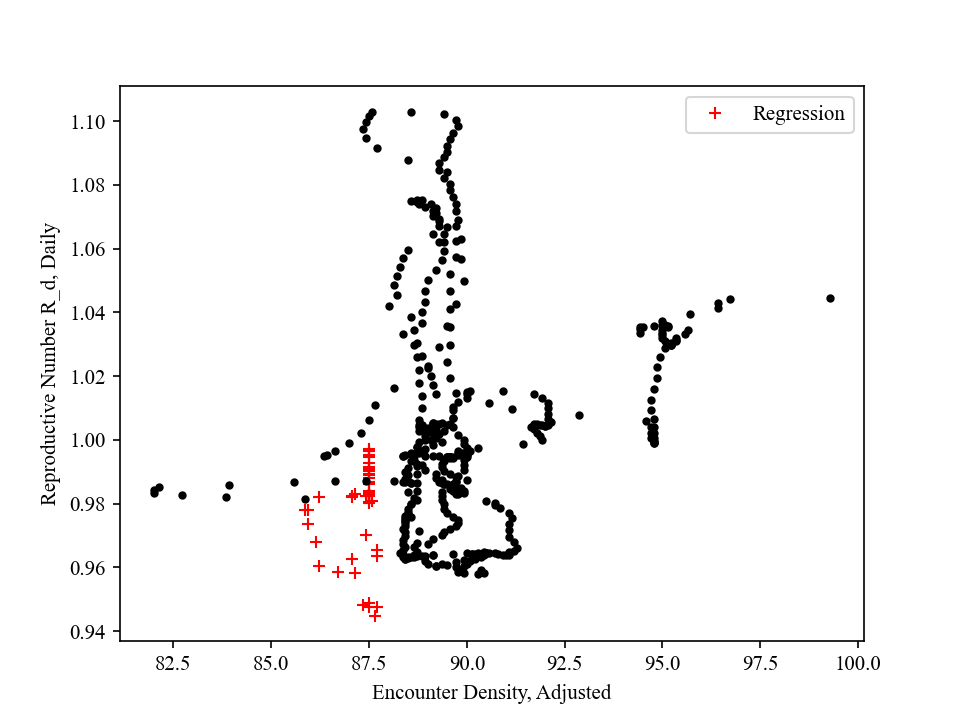 Regression
1.10
1.08
1.06
1.04
1.02
1.00
0.98
0.96
0.94
Reproductive Number R_d, Daily
82.5 85.0 87.5 90.0 92.5 95.0 97.5 100.0
Encounter Density, Adjusted